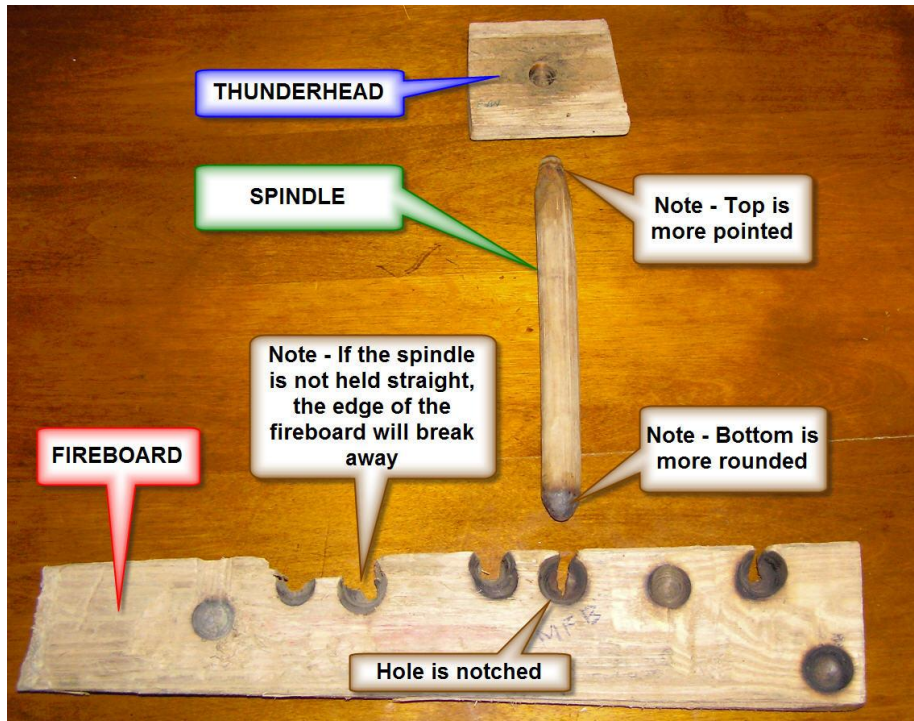 THUNDERHEAD
SPINDLE
Note - Top is
more pointed
Note - If the spindle
is not held straight,
the edge of the
fireboard will break
away
Note - Bottom is
more rounded
FIREBOARD
MFB
Hole is notched